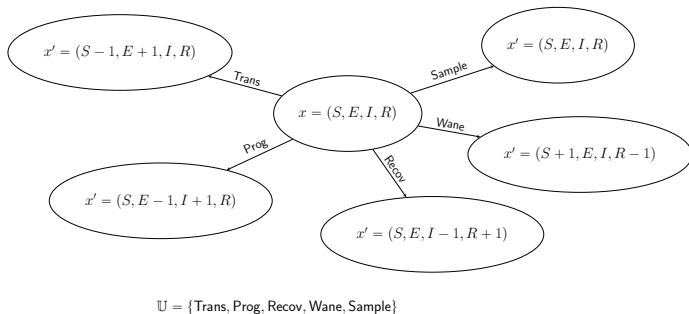 x′ = (S − 1, E + 1, I, R)
x′ = (S, E, I, R)
Trans
Sample
x = (S, E, I, R)
Wane
Prog
Recov
x′ = (S + 1, E, I, R − 1)
x′ = (S, E − 1, I + 1, R)
x′ = (S, E, I − 1, R + 1)
𝕌 = {Trans, Prog, Recov, Wane, Sample}